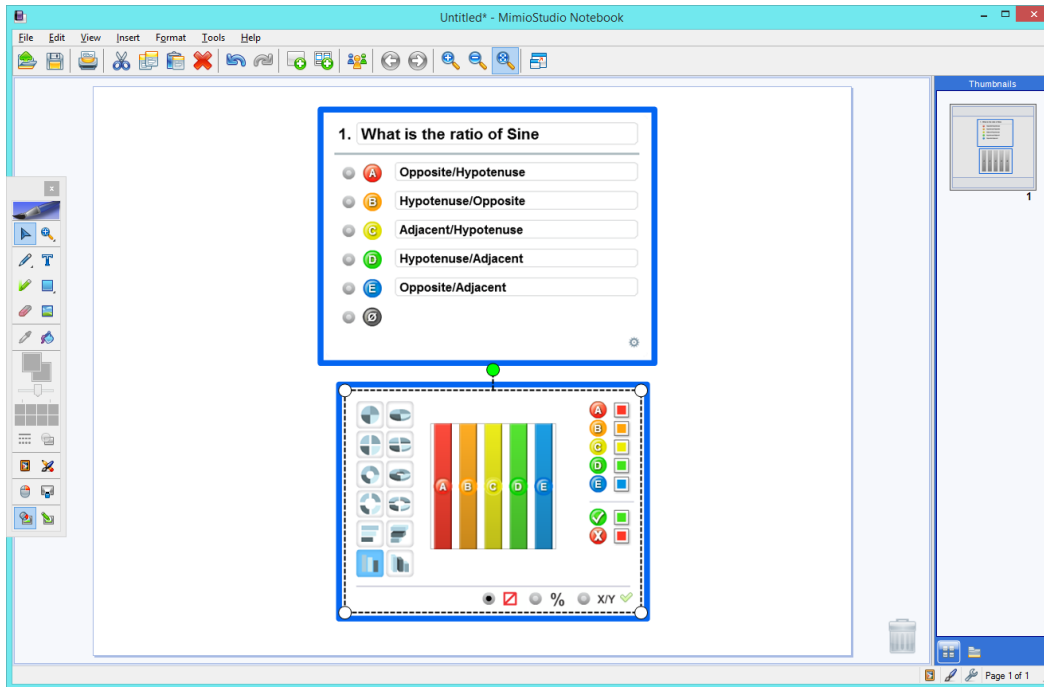 Untitled* - MimioStudio Notebook
File Edit View Insert Format Tools Help
Thumbnails
1
1. What is the ratio of Sine
A Opposite/Hypotenuse
B Hypotenuse/Opposite
C Adjacent/Hypotenuse
D Hypotenuse/Adjacent
E Opposite/Adjacent
Ø
A
B
C
D
E
A B C D E
X
% X/Y
T
Page 1 of 1